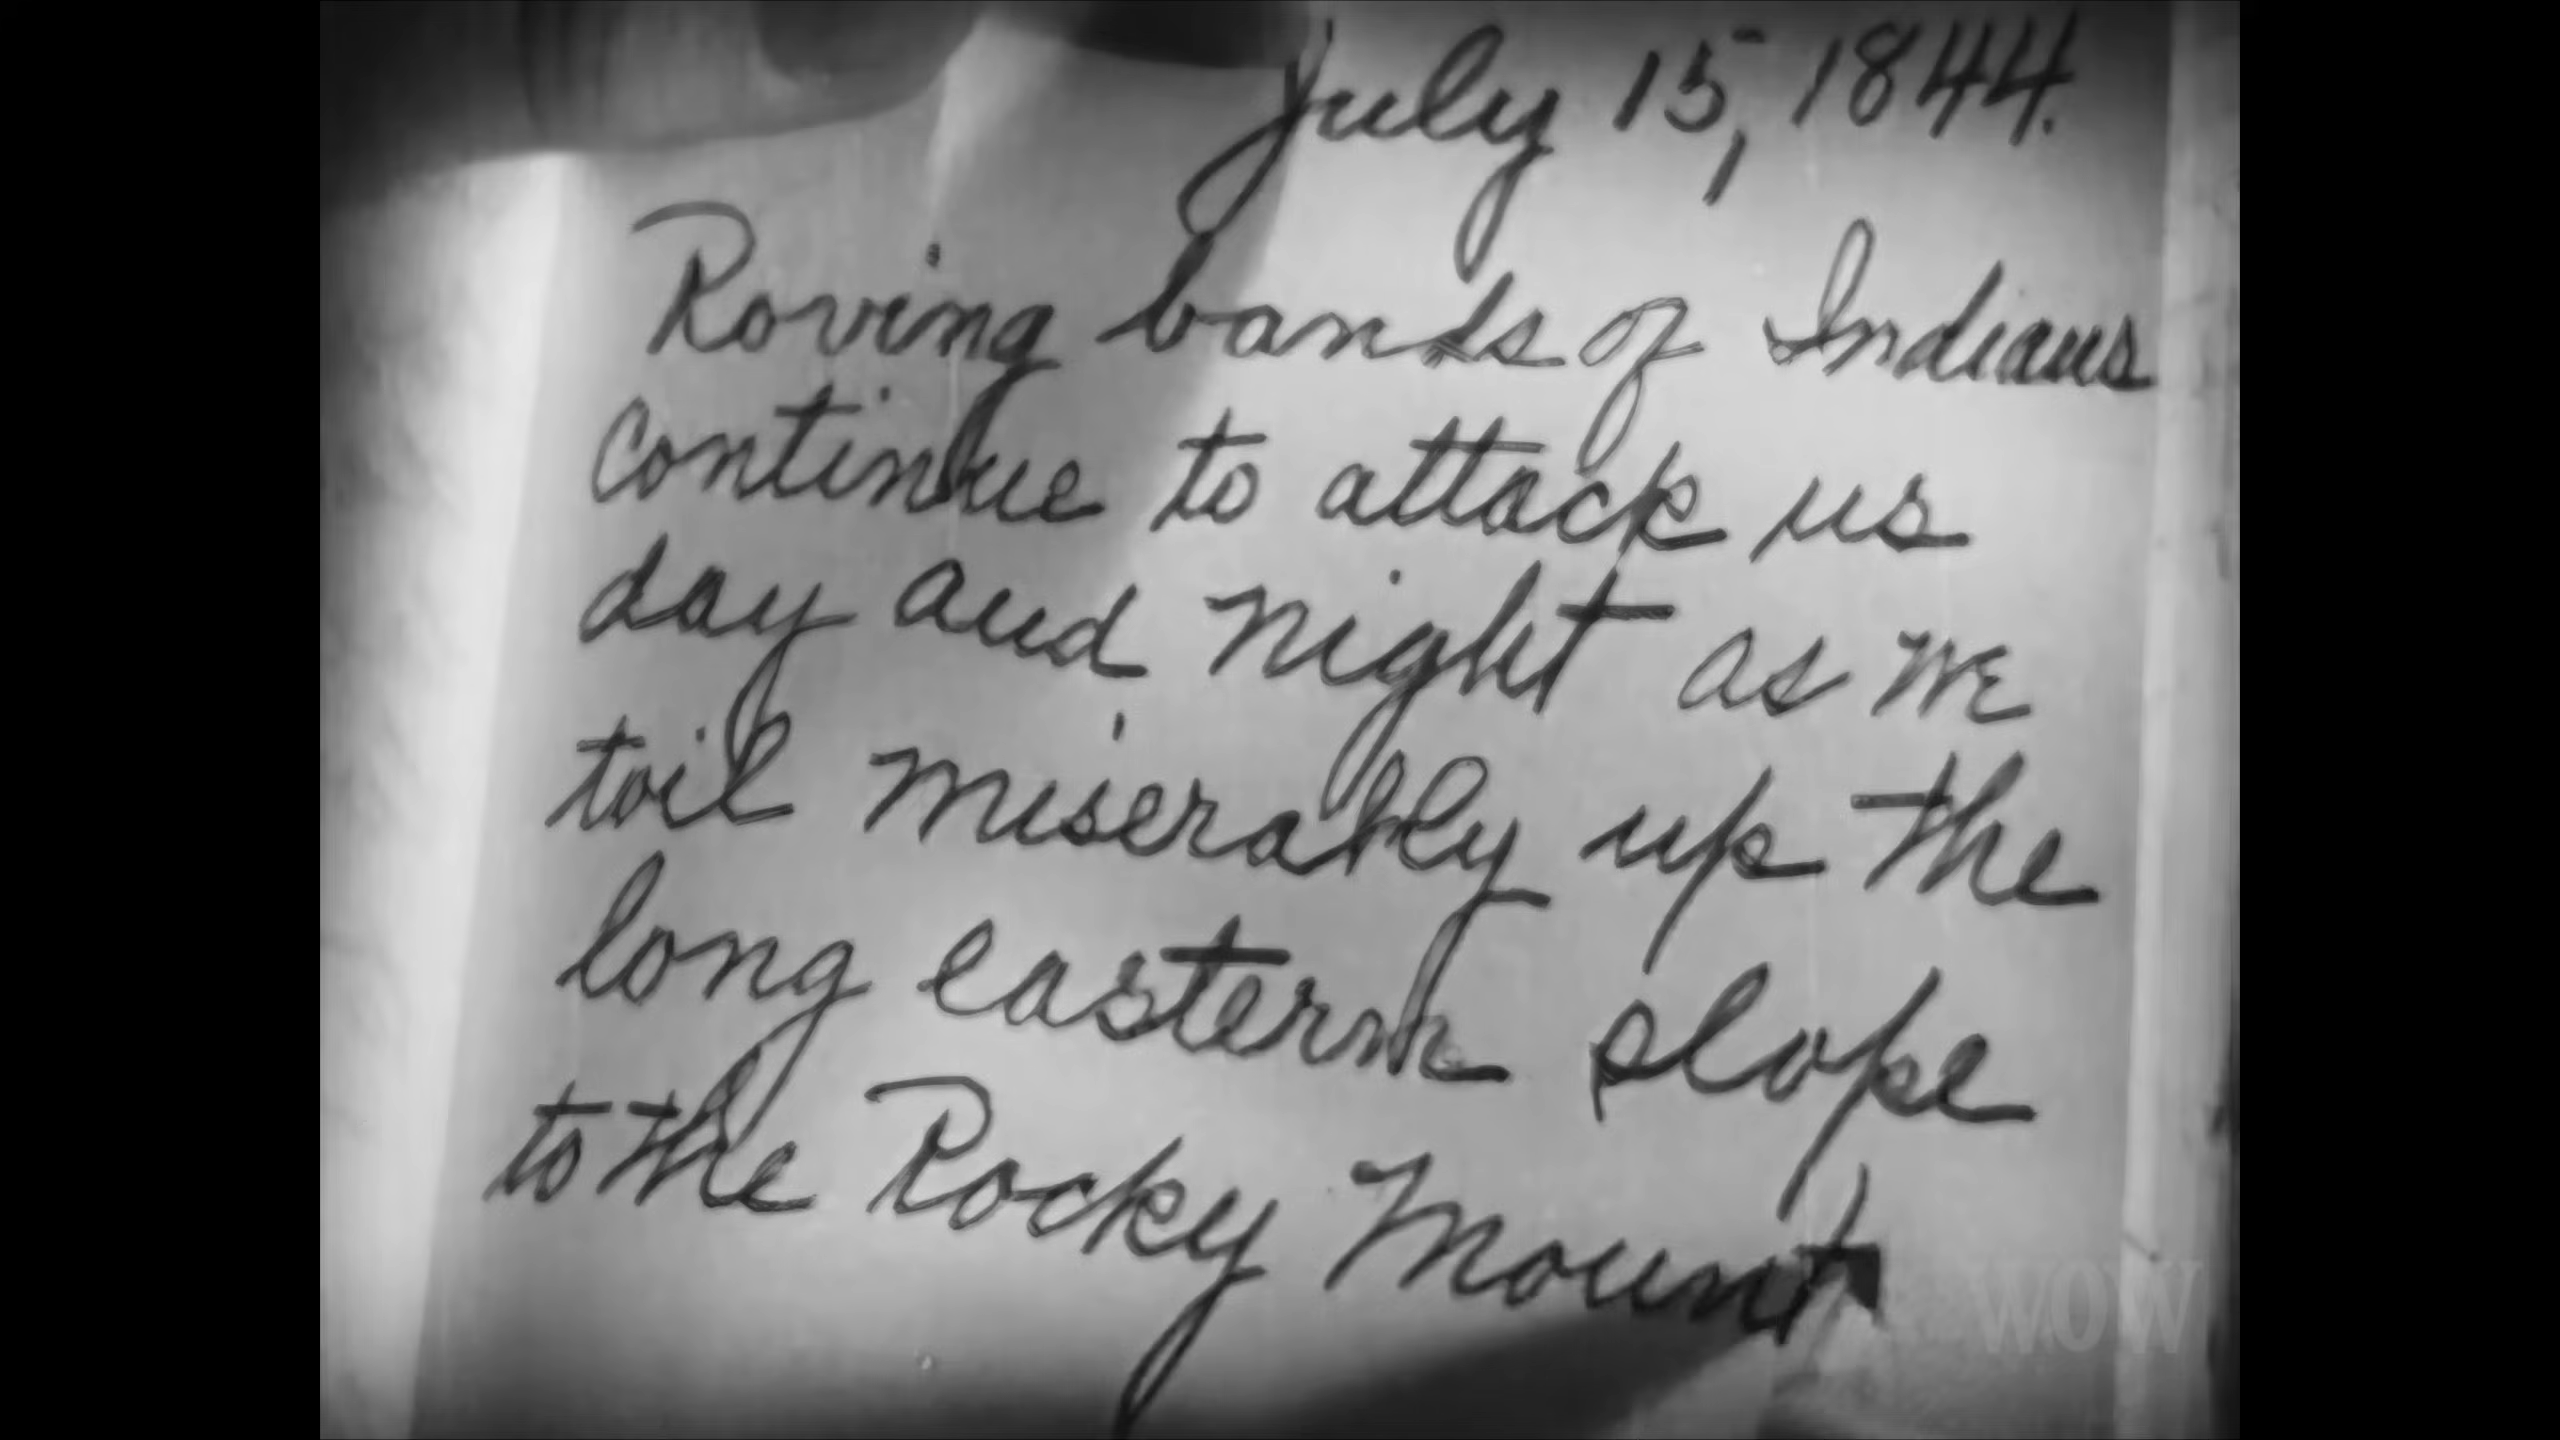 July 15, 1844.
Roving bands of Indians
continue to attack us
day and night as we
toil miserably up the
long eastern slope
to the Rocky Mount
WOW